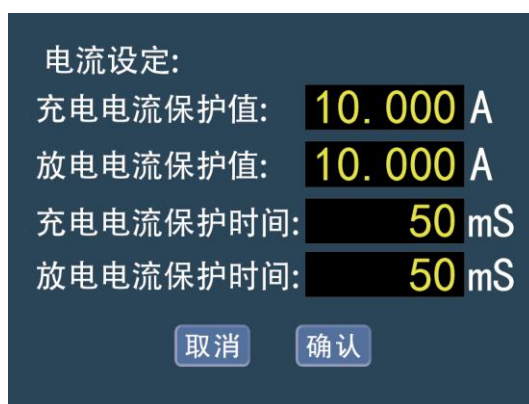 电流设定:
充电电流保护值: 10.000 A
放电电流保护值: 10.000 A
充电电流保护时间: 50 mS
放电电流保护时间: 50 mS
取消 确认